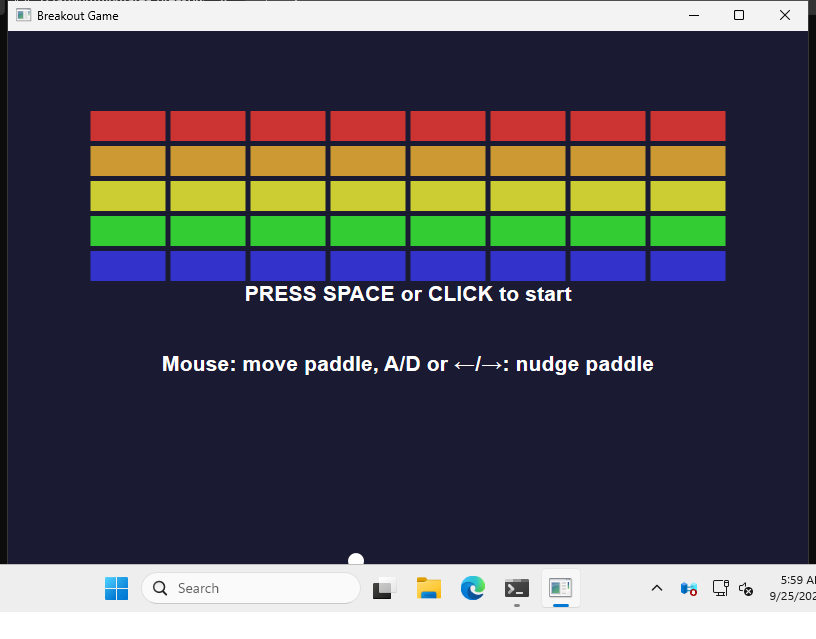 Breakout Game
PRESS SPACE or CLICK to start
Mouse: move paddle, A/D or ←/→: nudge paddle
Search
5:59 A
9/25/202